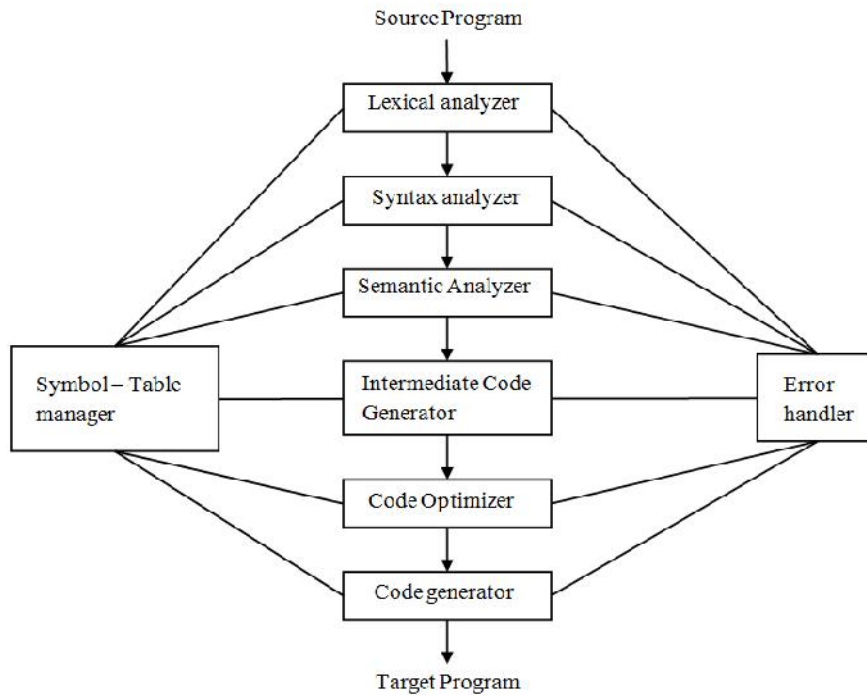 Source Program
Lexical analyzer
Syntax analyzer
Semantic Analyzer
Symbol – Table
manager
Intermediate Code
Generator
Error
handler
Code Optimizer
Code generator
Target Program